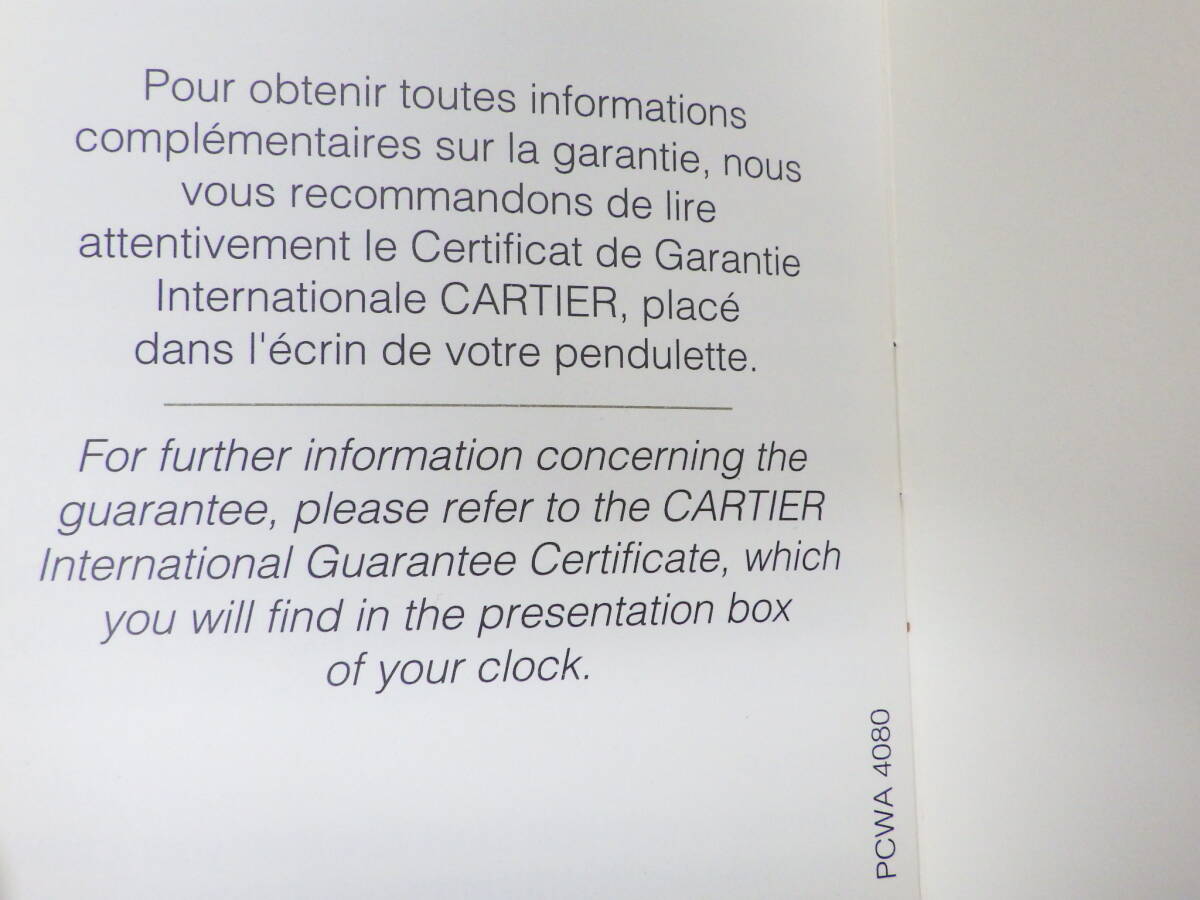 Pour obtenir toutes informations
complémentaires sur la garantie, nous
vous recommandons de lire
attentivement le Certificat de Garantie
Internationale CARTIER, placé
dans l'écrin de votre pendulette.
For further information concerning the
guarantee, please refer to the CARTIER
International Guarantee Certificate, which
you will find in the presentation box
of your clock.
PCWA 4080